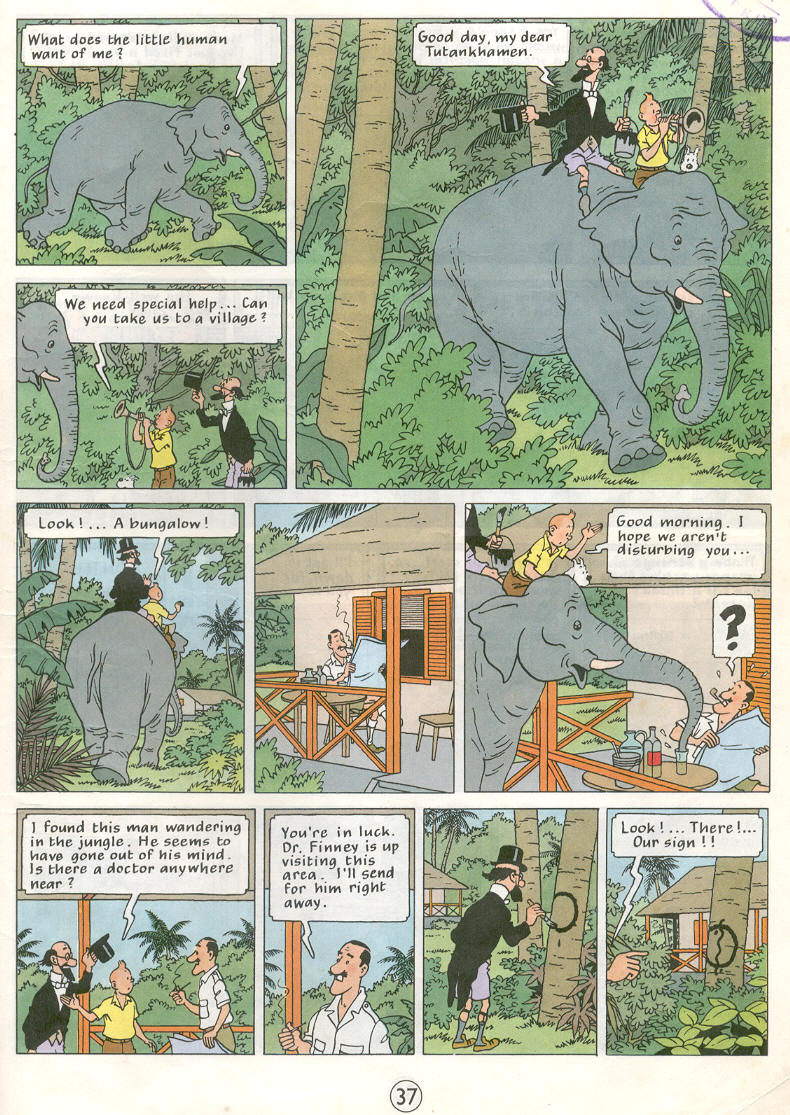 What does the little human
want of me?
Good day, my dear
Tutankhamen.
We need special help... Can
you take us to a village?
Look!... A bungalow!
Good morning. I
hope we aren't
disturbing you...
?
I found this man wandering
in the jungle. He seems to
have gone out of his mind.
Is there a doctor anywhere
near?
You're in luck.
Dr. Finney is up
visiting this
area. I'll send
for him right
away.
Look!... There!...
Our sign!!
37